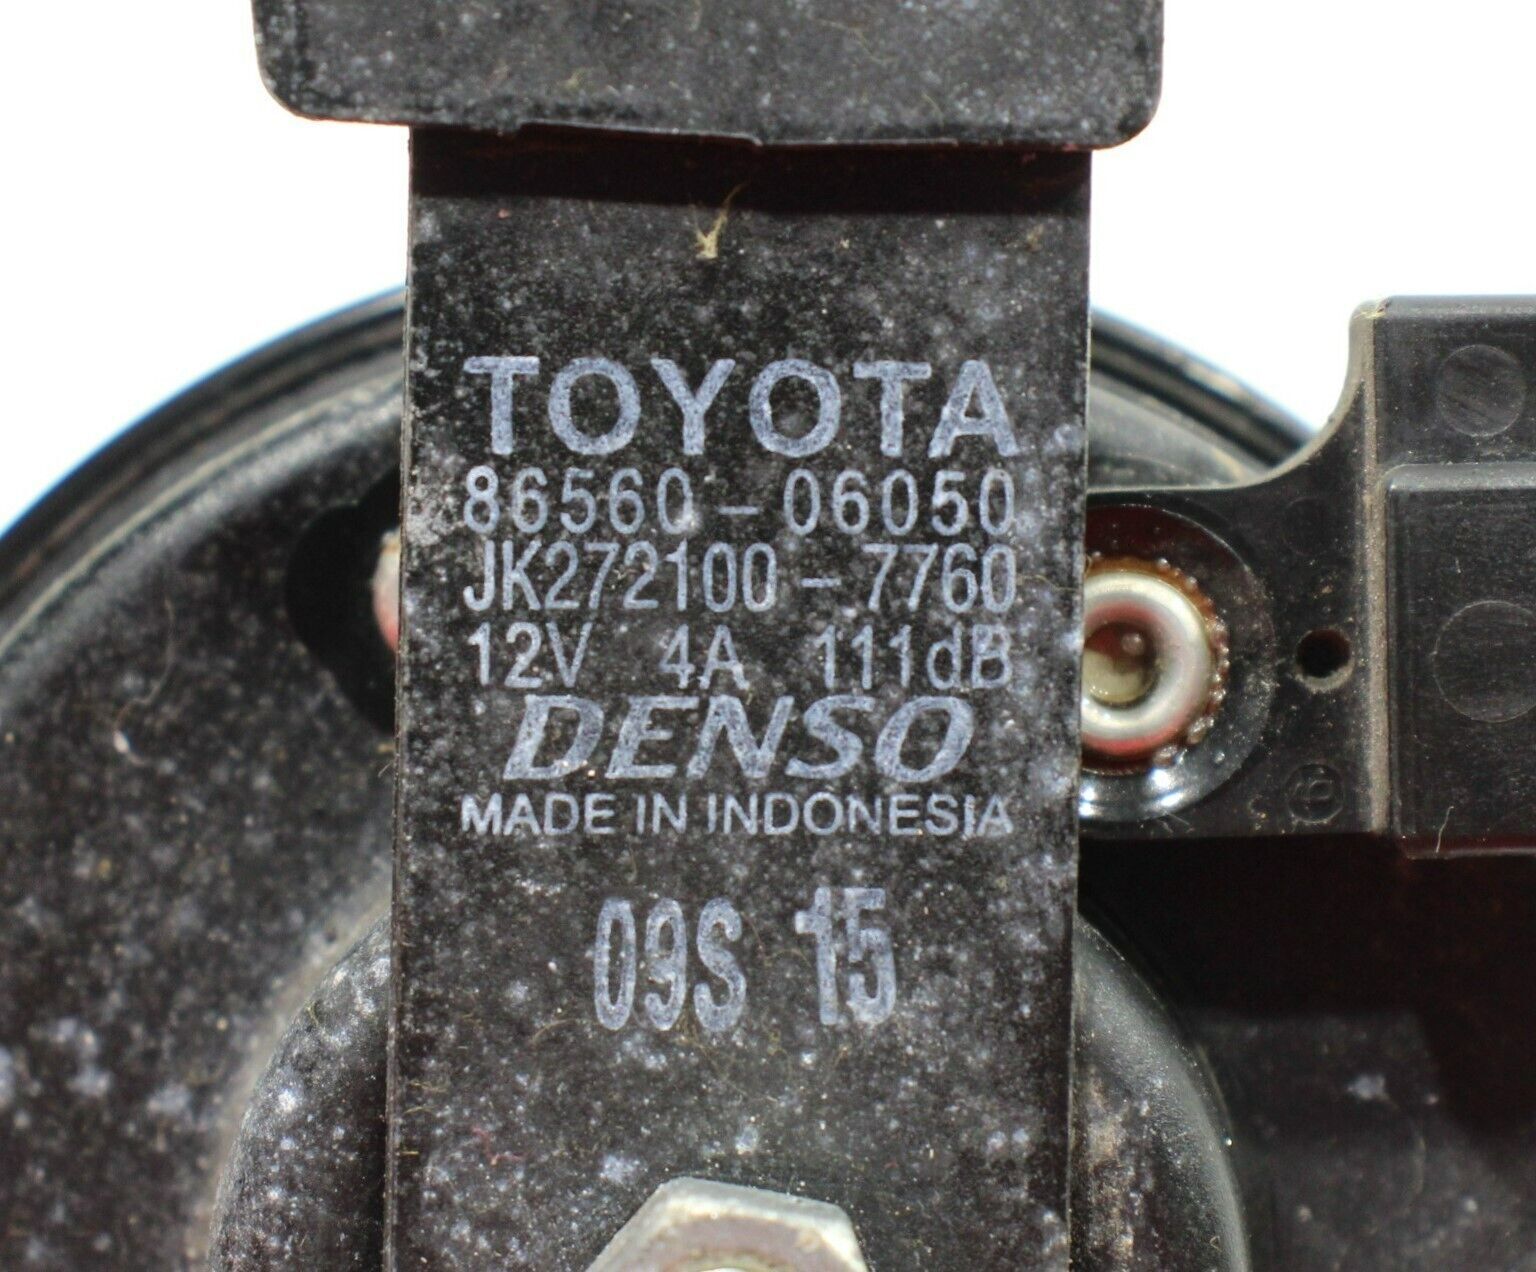 TOYOTA
86560-06050
JK272100-7760
12V 4A 111dB
DENSO
MADE IN INDONESIA
09S 15